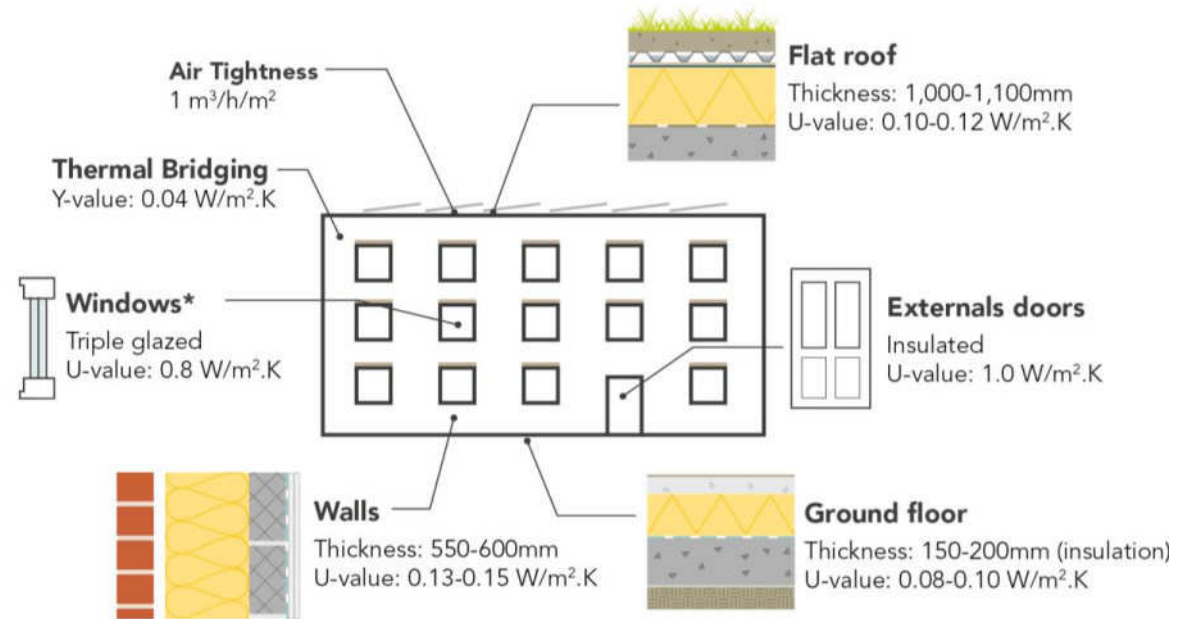 Air Tightness
1 m³/h/m²
Flat roof
Thickness: 1,000-1,100mm
U-value: 0.10-0.12 W/m².K
Thermal Bridging
Y-value: 0.04 W/m².K
Windows*
Triple glazed
U-value: 0.8 W/m².K
Externals doors
Insulated
U-value: 1.0 W/m².K
Walls
Thickness: 550-600mm
U-value: 0.13-0.15 W/m².K
Ground floor
Thickness: 150-200mm (insulation)
U-value: 0.08-0.10 W/m².K